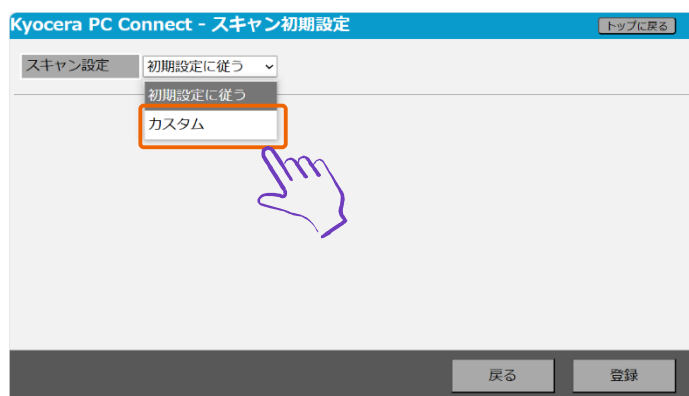 Kyocera PC Connect - スキャン初期設定
トップに戻る
スキャン設定
初期設定に従う
初期設定に従う
カスタム
戻る
登録